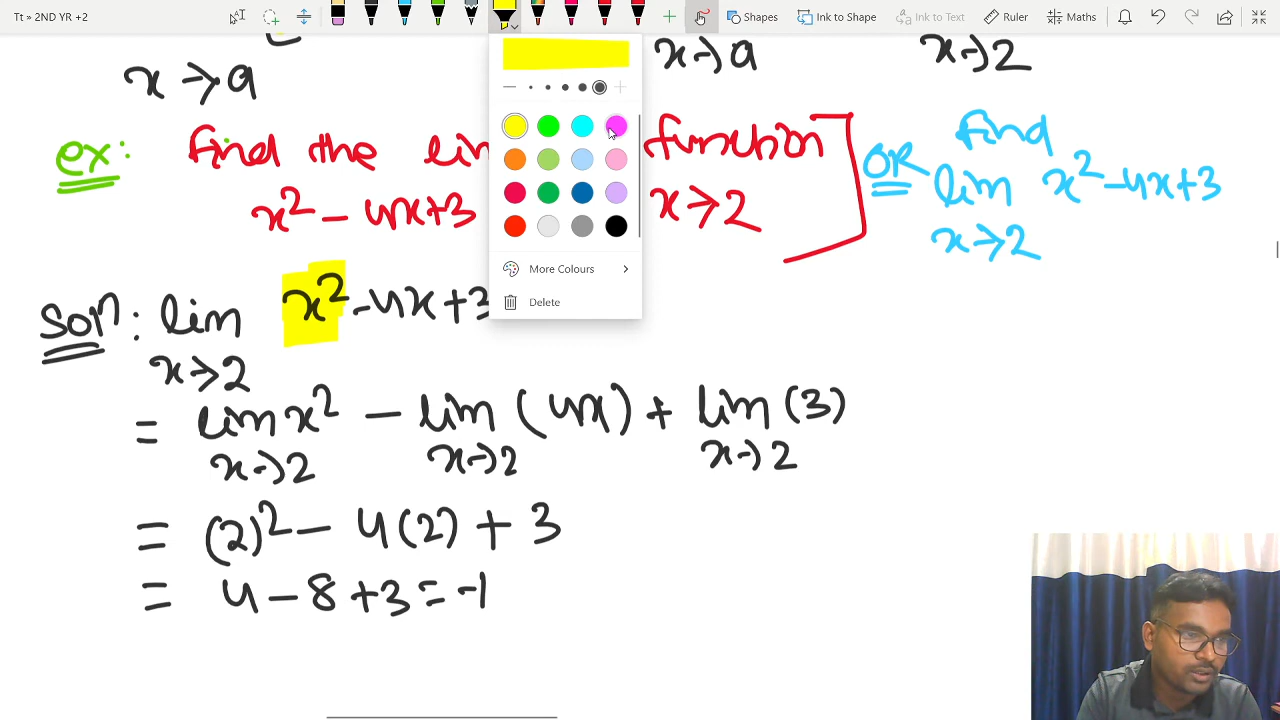 Tt » 2ND YR +2
Shapes
Ink to Shape
Ink to Text
Ruler
Maths
x→a
x→a
x→2
ex: Find the function
x² - 4x+3
x→2
OR find
lim x² -4x+3
x→2
More Colours
Delete
Soln: lim x² -4x+3
x→2
= lim x² - lim (4x) + lim (3)
x→2 x→2 x→2
= (2)² - 4(2) + 3
= 4 - 8 +3 = -1